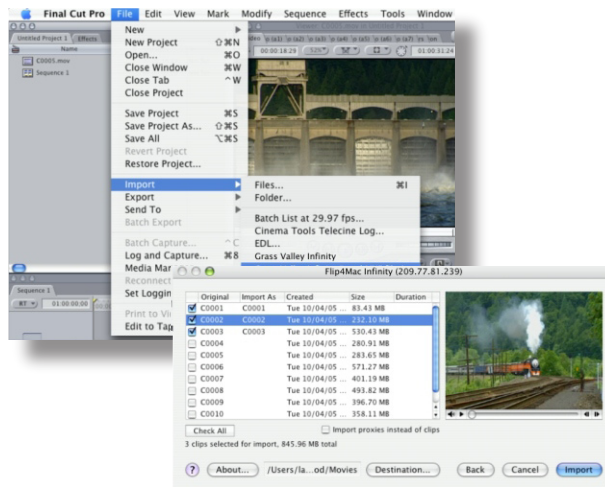 Final Cut Pro File Edit View Mark Modify Sequence Effects Tools Window
Untitled Project 1 Effects
Name
C0005.mov
Sequence 1
New
New Project ⇧⌘N
Open... ⌘O
Close Window ⌘W
Close Tab ^W
Close Project
Save Project ⌘S
Save Project As... ⇧⌘S
Save All ⌥⌘S
Revert Project
Restore Project...
Import
Export
Send To
Batch Export
Batch Capture... ^C
Log and Capture... ⌘8
Media Mar
Reconnect
Set Loggin
Print to Vi
Edit to Tap
00:00:18:29 52% 01:00:31:24
Files... ⌘I
Folder...
Batch List at 29.97 fps...
Cinema Tools Telecine Log...
EDL...
Grass Valley Infinity
Sequence 1
RT 01:00:00:00
Flip4Mac Infinity (209.77.81.239)
Original Import As Created Size Duration
C0001 C0001 Tue 10/04/05 ... 83.43 MB
C0002 C0002 Tue 10/04/05 ... 232.10 MB
C0003 C0003 Tue 10/04/05 ... 530.43 MB
C0004 Tue 10/04/05 ... 280.91 MB
C0005 Tue 10/04/05 ... 283.65 MB
C0006 Tue 10/04/05 ... 571.27 MB
C0007 Tue 10/04/05 ... 401.19 MB
C0008 Tue 10/04/05 ... 493.82 MB
C0009 Tue 10/04/05 ... 396.70 MB
C0010 Tue 10/04/05 ... 358.11 MB
Check All Import proxies instead of clips
3 clips selected for import, 845.96 MB total
? About... /Users/la...od/Movies Destination... Back Cancel Import